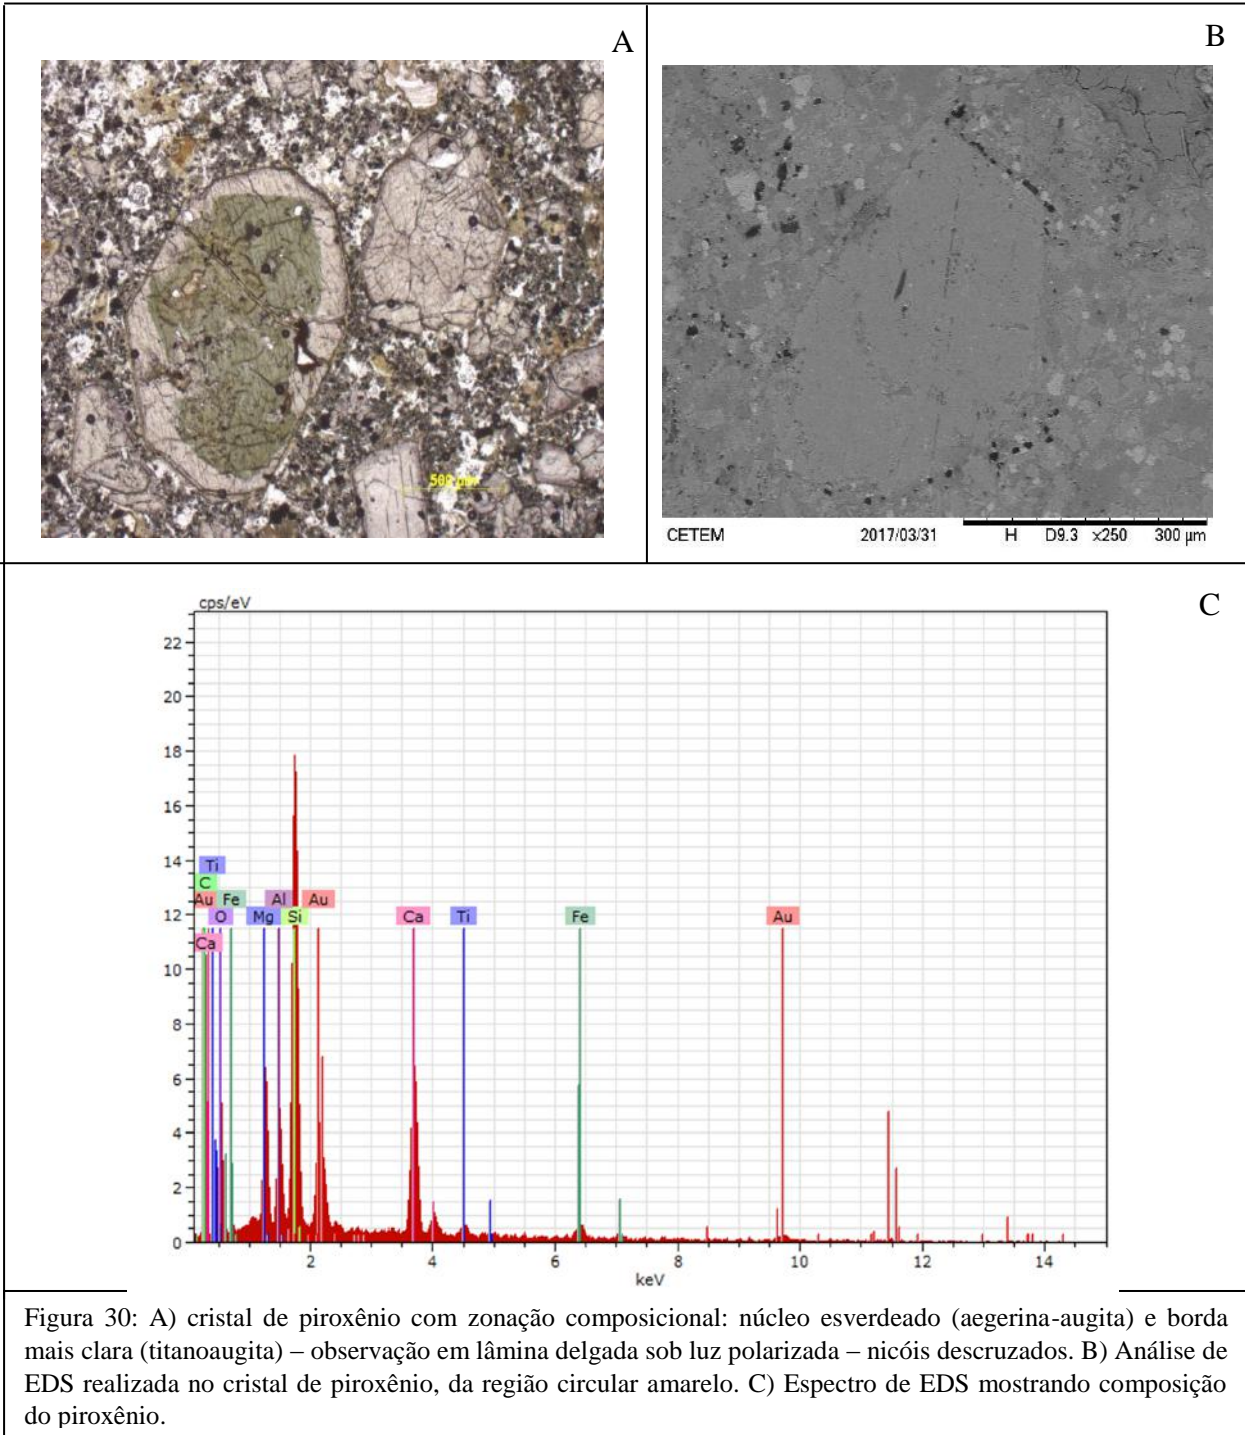 A
B
500 µm
CETEM 2017/03/31 H D9.3 x250 300 µm
C
cps/eV
22
20
18
16
14
12
10
8
6
4
2
0
Ti
C
Au Fe Al Au
O Mg Si Ca Ti Fe Au
Ca
2 4 6 8 10 12 14
keV
Figura 30: A) cristal de piroxênio com zonação composicional: núcleo esverdeado (aegerina-augita) e borda
mais clara (titanoaugita) – observação em lâmina delgada sob luz polarizada – nicóis descruzados. B) Análise de
EDS realizada no cristal de piroxênio, da região circular amarelo. C) Espectro de EDS mostrando composição
do piroxênio.